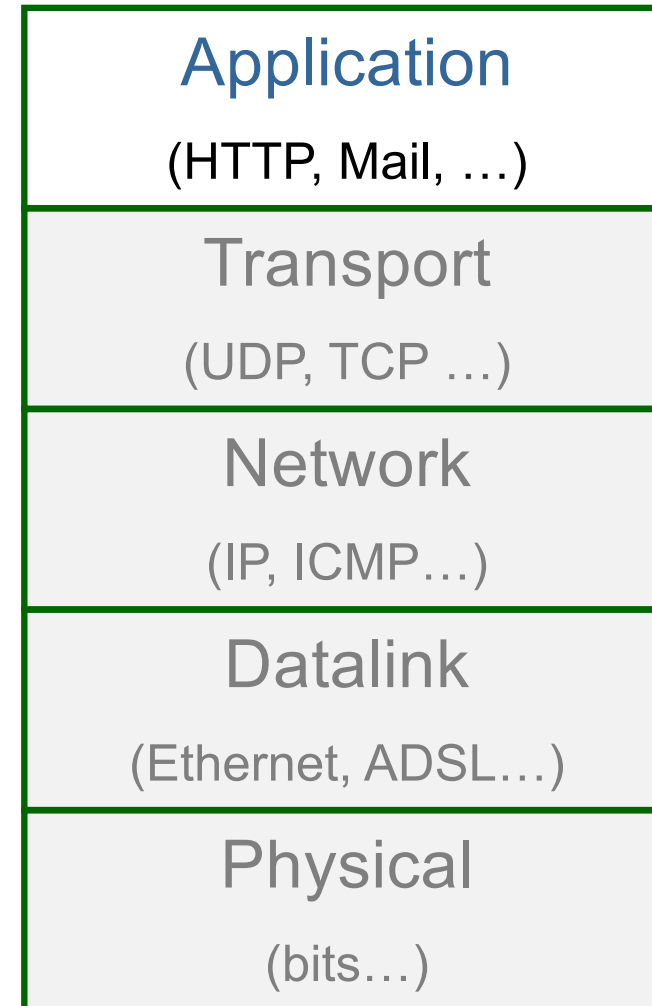 Application
(HTTP, Mail, …)
Transport
(UDP, TCP …)
Network
(IP, ICMP…)
Datalink
(Ethernet, ADSL…)
Physical
(bits…)